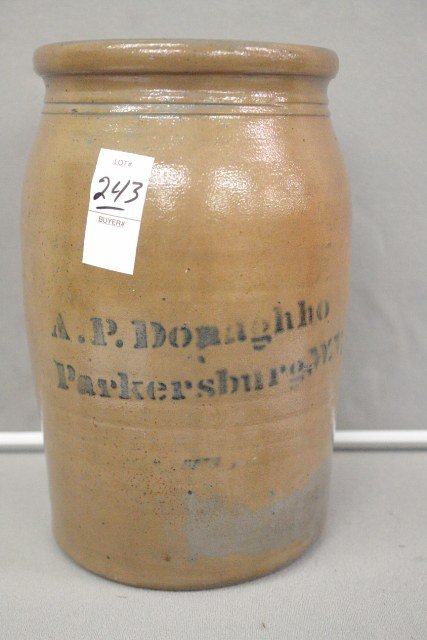 LOT#
243
BUYER#
A.P. Donaghho
Parkersburg, W.V.